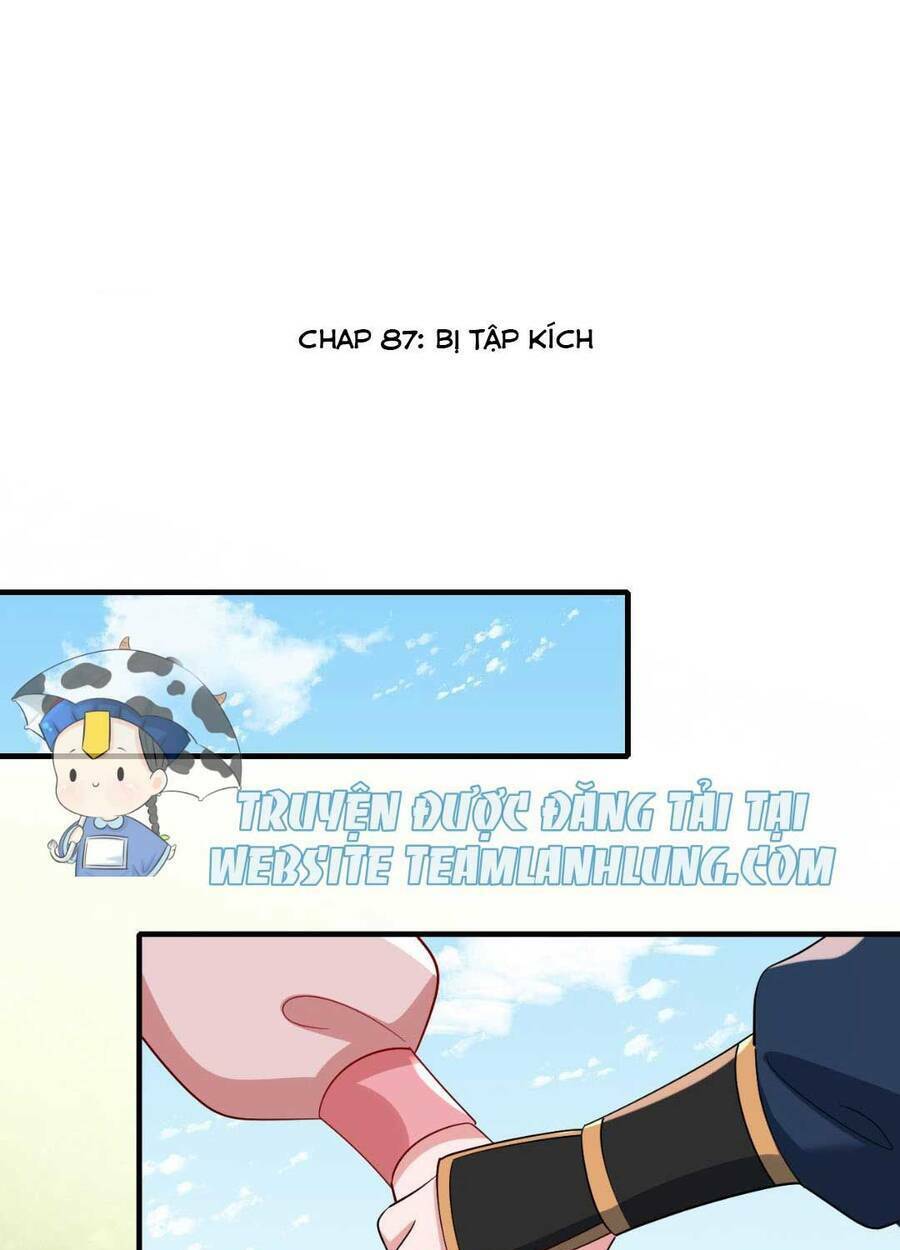 CHAP 87: BỊ TẬP KÍCH
TRUYỆN ĐƯỢC ĐĂNG TẢI TẠI
WEBSITE TEAMLANHLUNG.COM